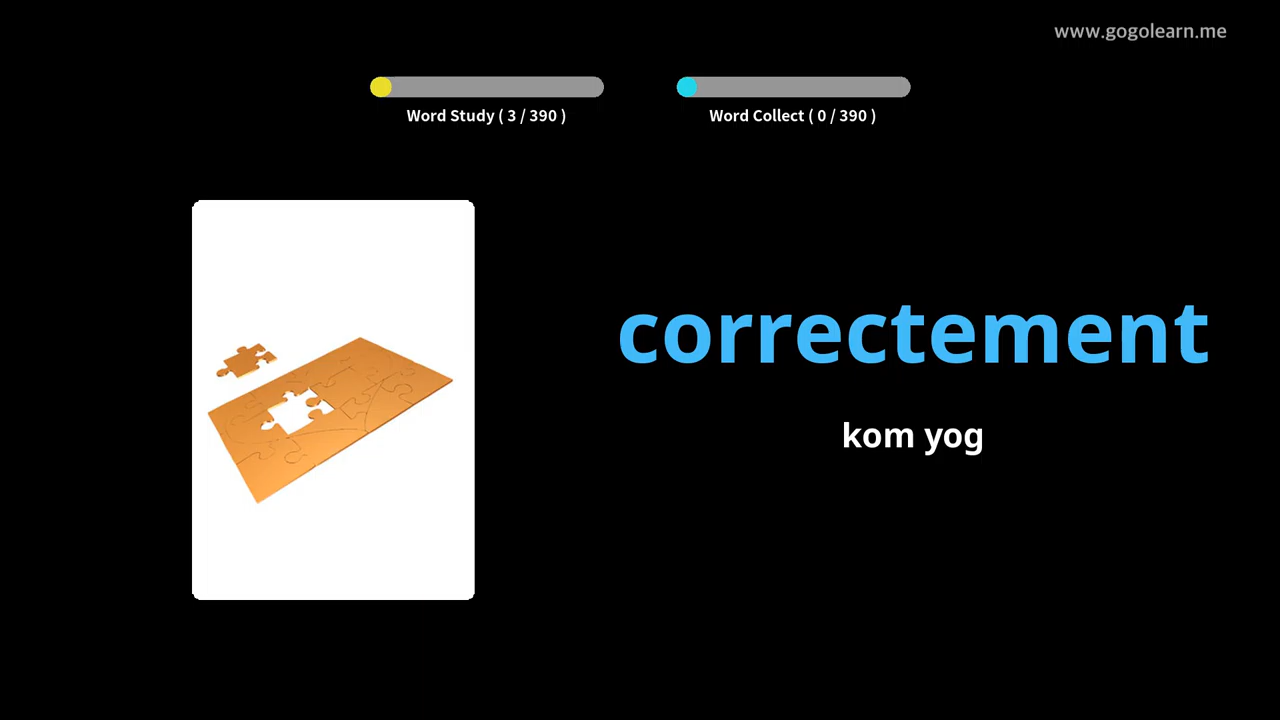 www.gogolearn.me
Word Study ( 3 / 390 )
Word Collect ( 0 / 390 )
correctement
kom yog